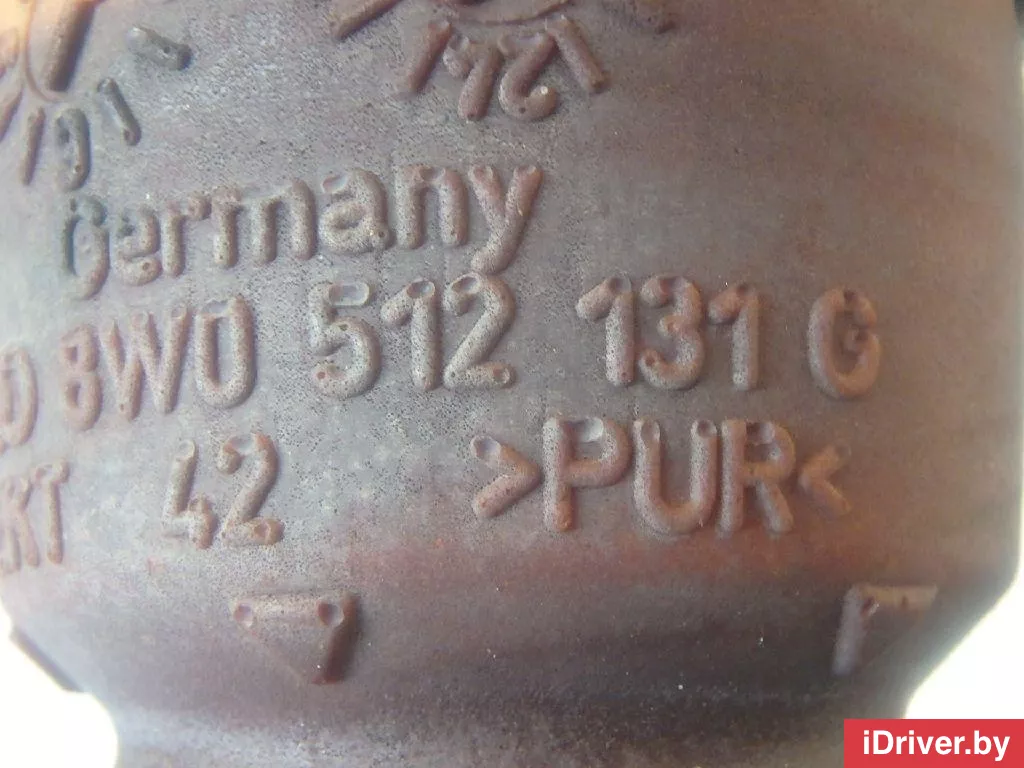 Germany
8W0 512 131 G
42 >PUR<
iDriver.by